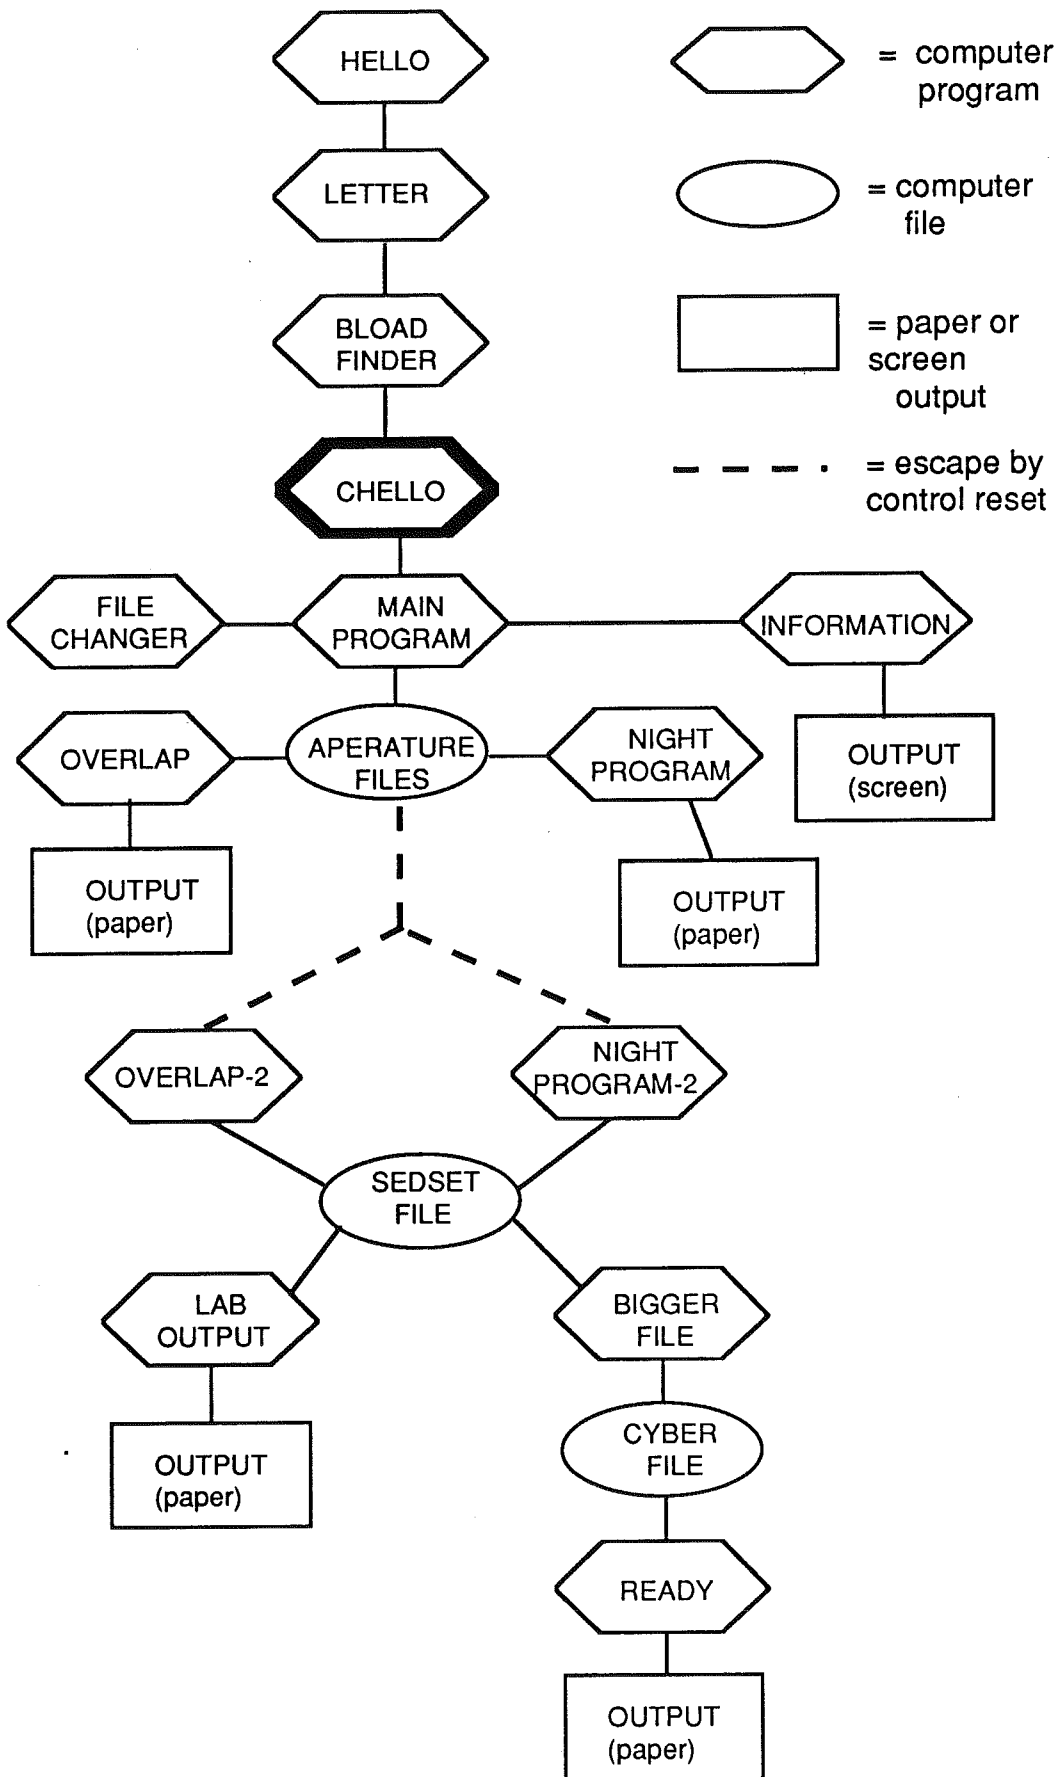 HELLO
LETTER
BLOAD
FINDER
CHELLO
FILE
CHANGER
MAIN
PROGRAM
INFORMATION
OVERLAP
APERATURE
FILES
NIGHT
PROGRAM
OUTPUT
(screen)
OUTPUT
(paper)
OUTPUT
(paper)
OVERLAP-2
NIGHT
PROGRAM-2
SEDSET
FILE
LAB
OUTPUT
BIGGER
FILE
OUTPUT
(paper)
CYBER
FILE
READY
OUTPUT
(paper)
= computer
program
= computer
file
= paper or
screen
output
= escape by
control reset